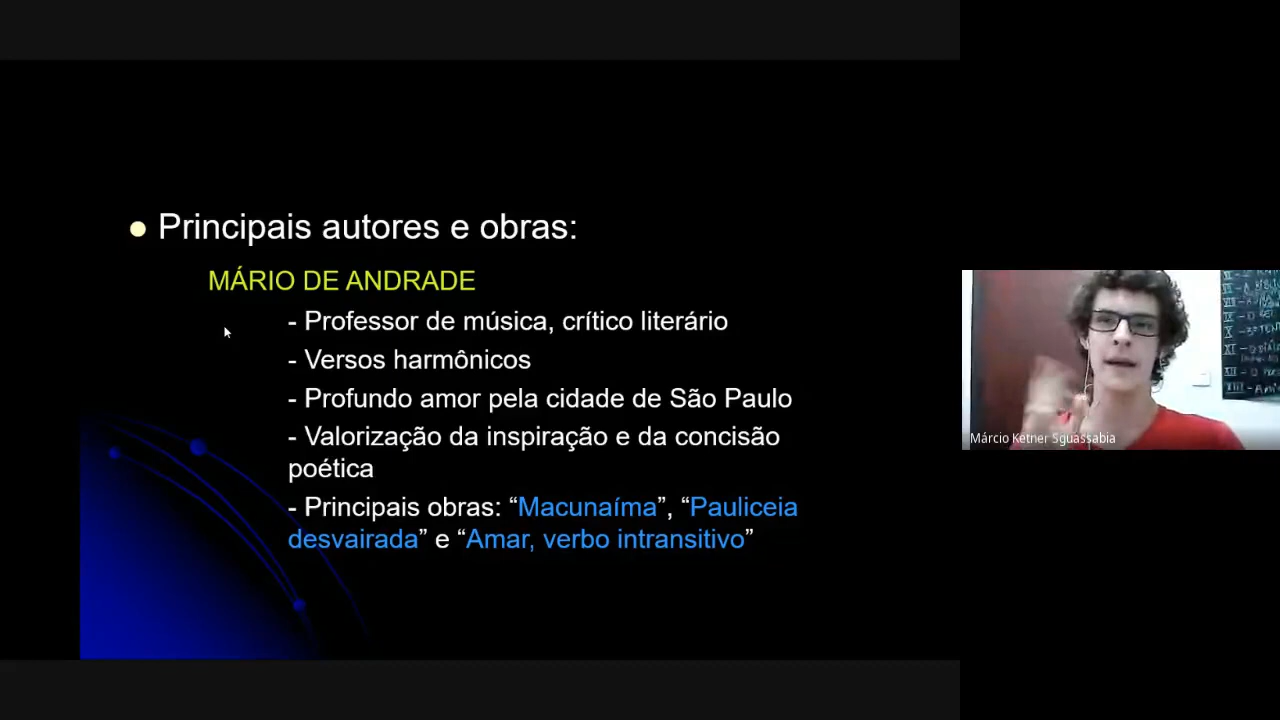 Principais autores e obras:
MÁRIO DE ANDRADE
- Professor de música, crítico literário
- Versos harmônicos
- Profundo amor pela cidade de São Paulo
- Valorização da inspiração e da concisão
poética
- Principais obras: “Macunaíma”, “Pauliceia
desvairada” e “Amar, verbo intransitivo”
Márcio Ketner Sguassabia